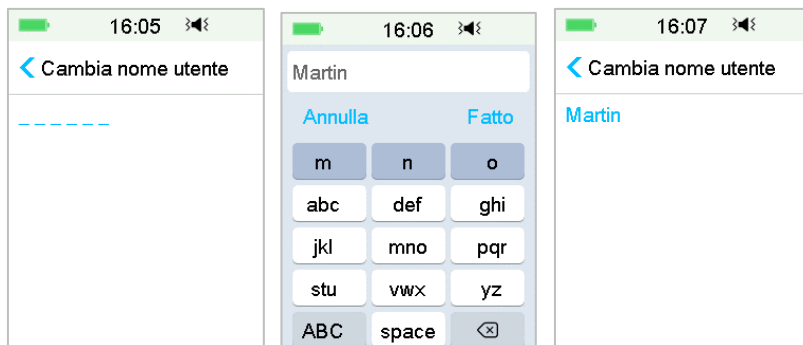 16:05
Cambia nome utente
_ _ _ _ _ _
16:06
Martin
Annulla Fatto
m n o
abc def ghi
jkl mno pqr
stu vwx yz
ABC space
16:07
Cambia nome utente
Martin